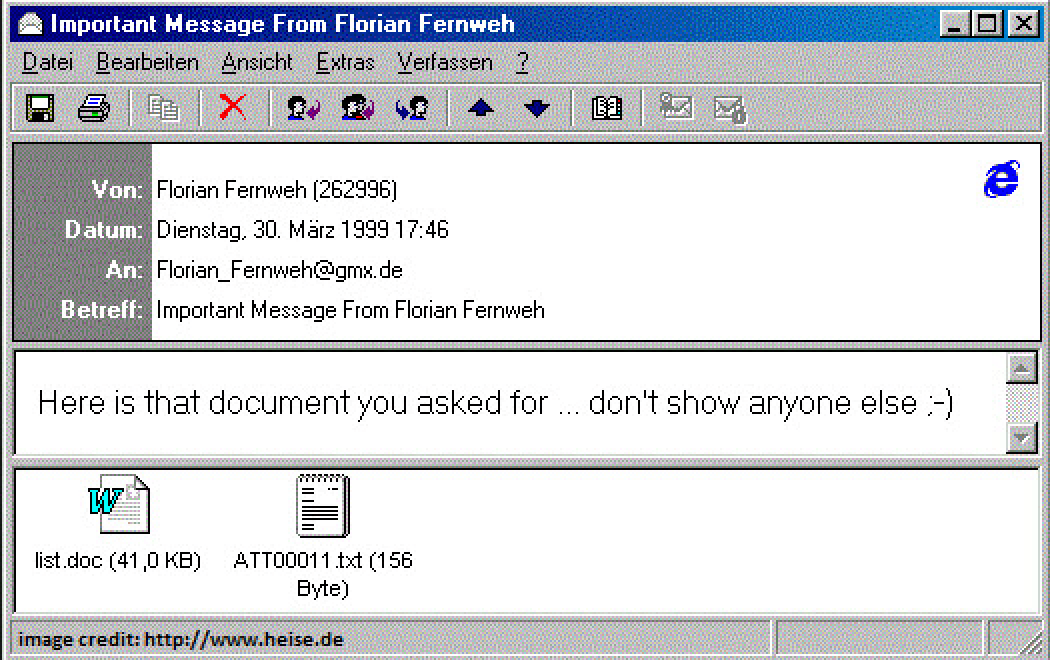 Important Message From Florian Fernweh
Datei Bearbeiten Ansicht Extras Verfassen ?
Von: Florian Fernweh (262996)
Datum: Dienstag, 30. März 1999 17:46
An: Florian_Fernweh@gmx.de
Betreff: Important Message From Florian Fernweh
Here is that document you asked for ... don't show anyone else ;-)
list.doc (41,0 KB)
ATT00011.txt (156
Byte)
image credit: http://www.heise.de